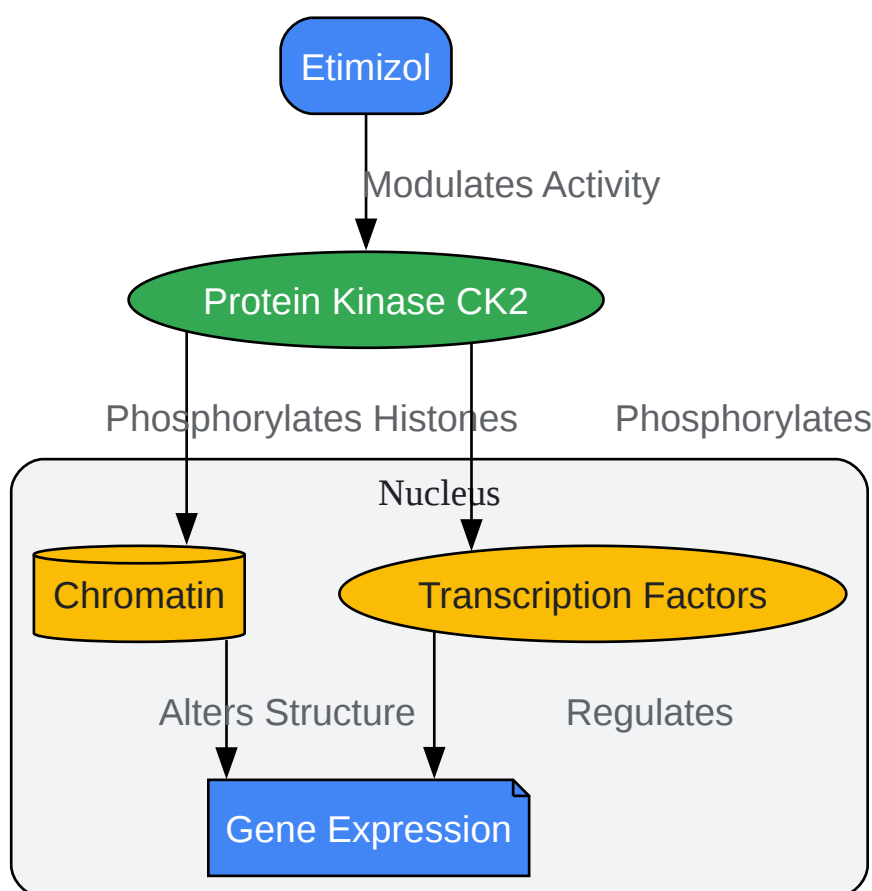 Etimizol
Modulates Activity
Protein Kinase CK2
Phosphorylates Histones
Phosphorylates
Nucleus
Chromatin
Transcription Factors
Alters Structure
Regulates
Gene Expression